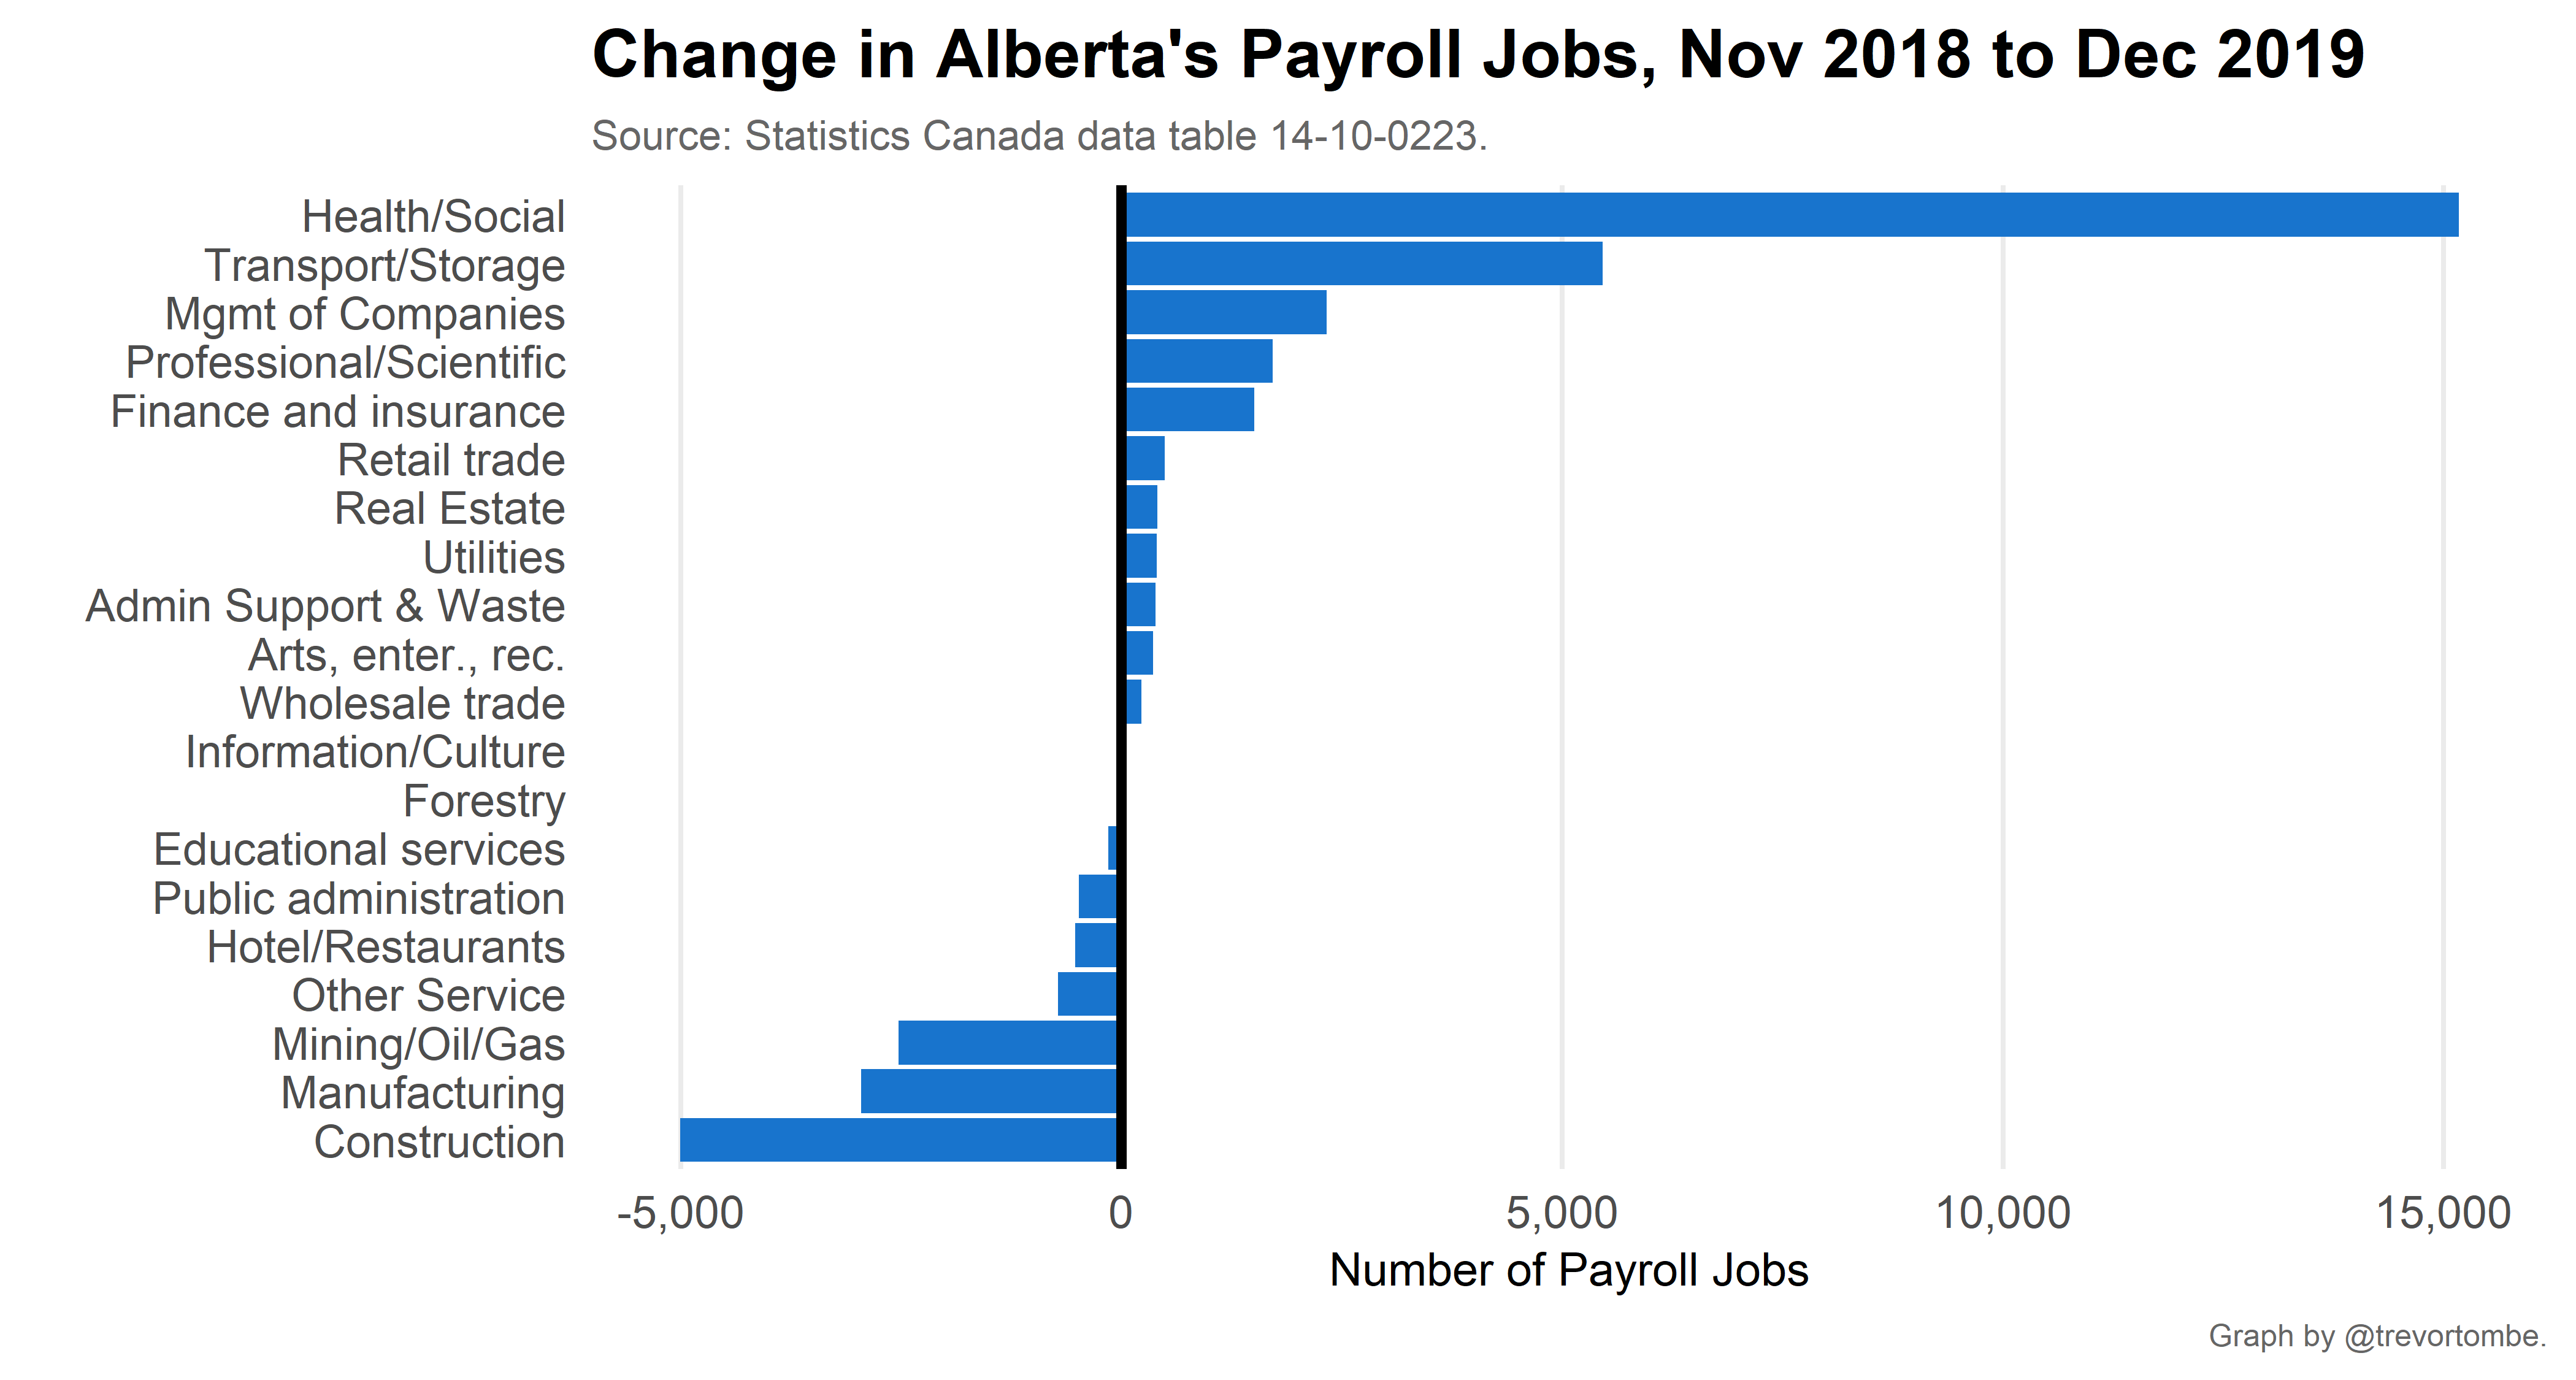 Change in Alberta's Payroll Jobs, Nov 2018 to Dec 2019
Source: Statistics Canada data table 14-10-0223.
Health/Social
Transport/Storage
Mgmt of Companies
Professional/Scientific
Finance and insurance
Retail trade
Real Estate
Utilities
Admin Support & Waste
Arts, enter., rec.
Wholesale trade
Information/Culture
Forestry
Educational services
Public administration
Hotel/Restaurants
Other Service
Mining/Oil/Gas
Manufacturing
Construction
-5,000 0 5,000 10,000 15,000
Number of Payroll Jobs
Graph by @trevortombe.